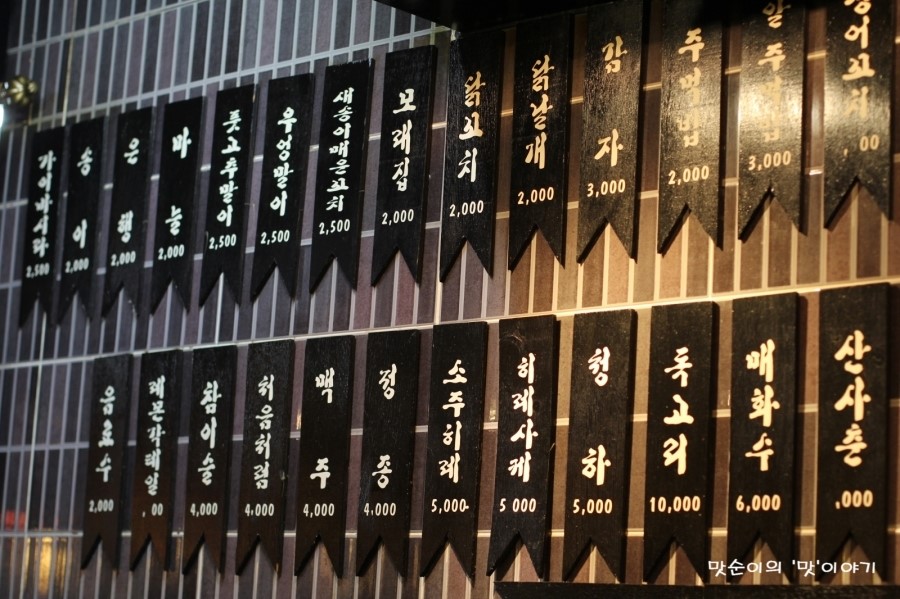 가이바시라
2,500
송이
2,000
은행
2,000
바늘
2,000
풋고추말이
2,500
우엉말이
2,500
새송이매운꼬치
2,500
모래집
2,000
닭꼬치
2,000
닭날개
2,000
감자
3,000
주먹밥
2,000
알주먹밥
3,000
꼬치
00
음료수
2,000
레몬칵테일
00
참이슬
4,000
처음처럼
4,000
맥주
4,000
정종
4,000
소주히레
5,000
히레사케
5 000
청하
5,000
독고리
10,000
매화수
6,000
산사춘
,000
맛순이의 '맛'이야기